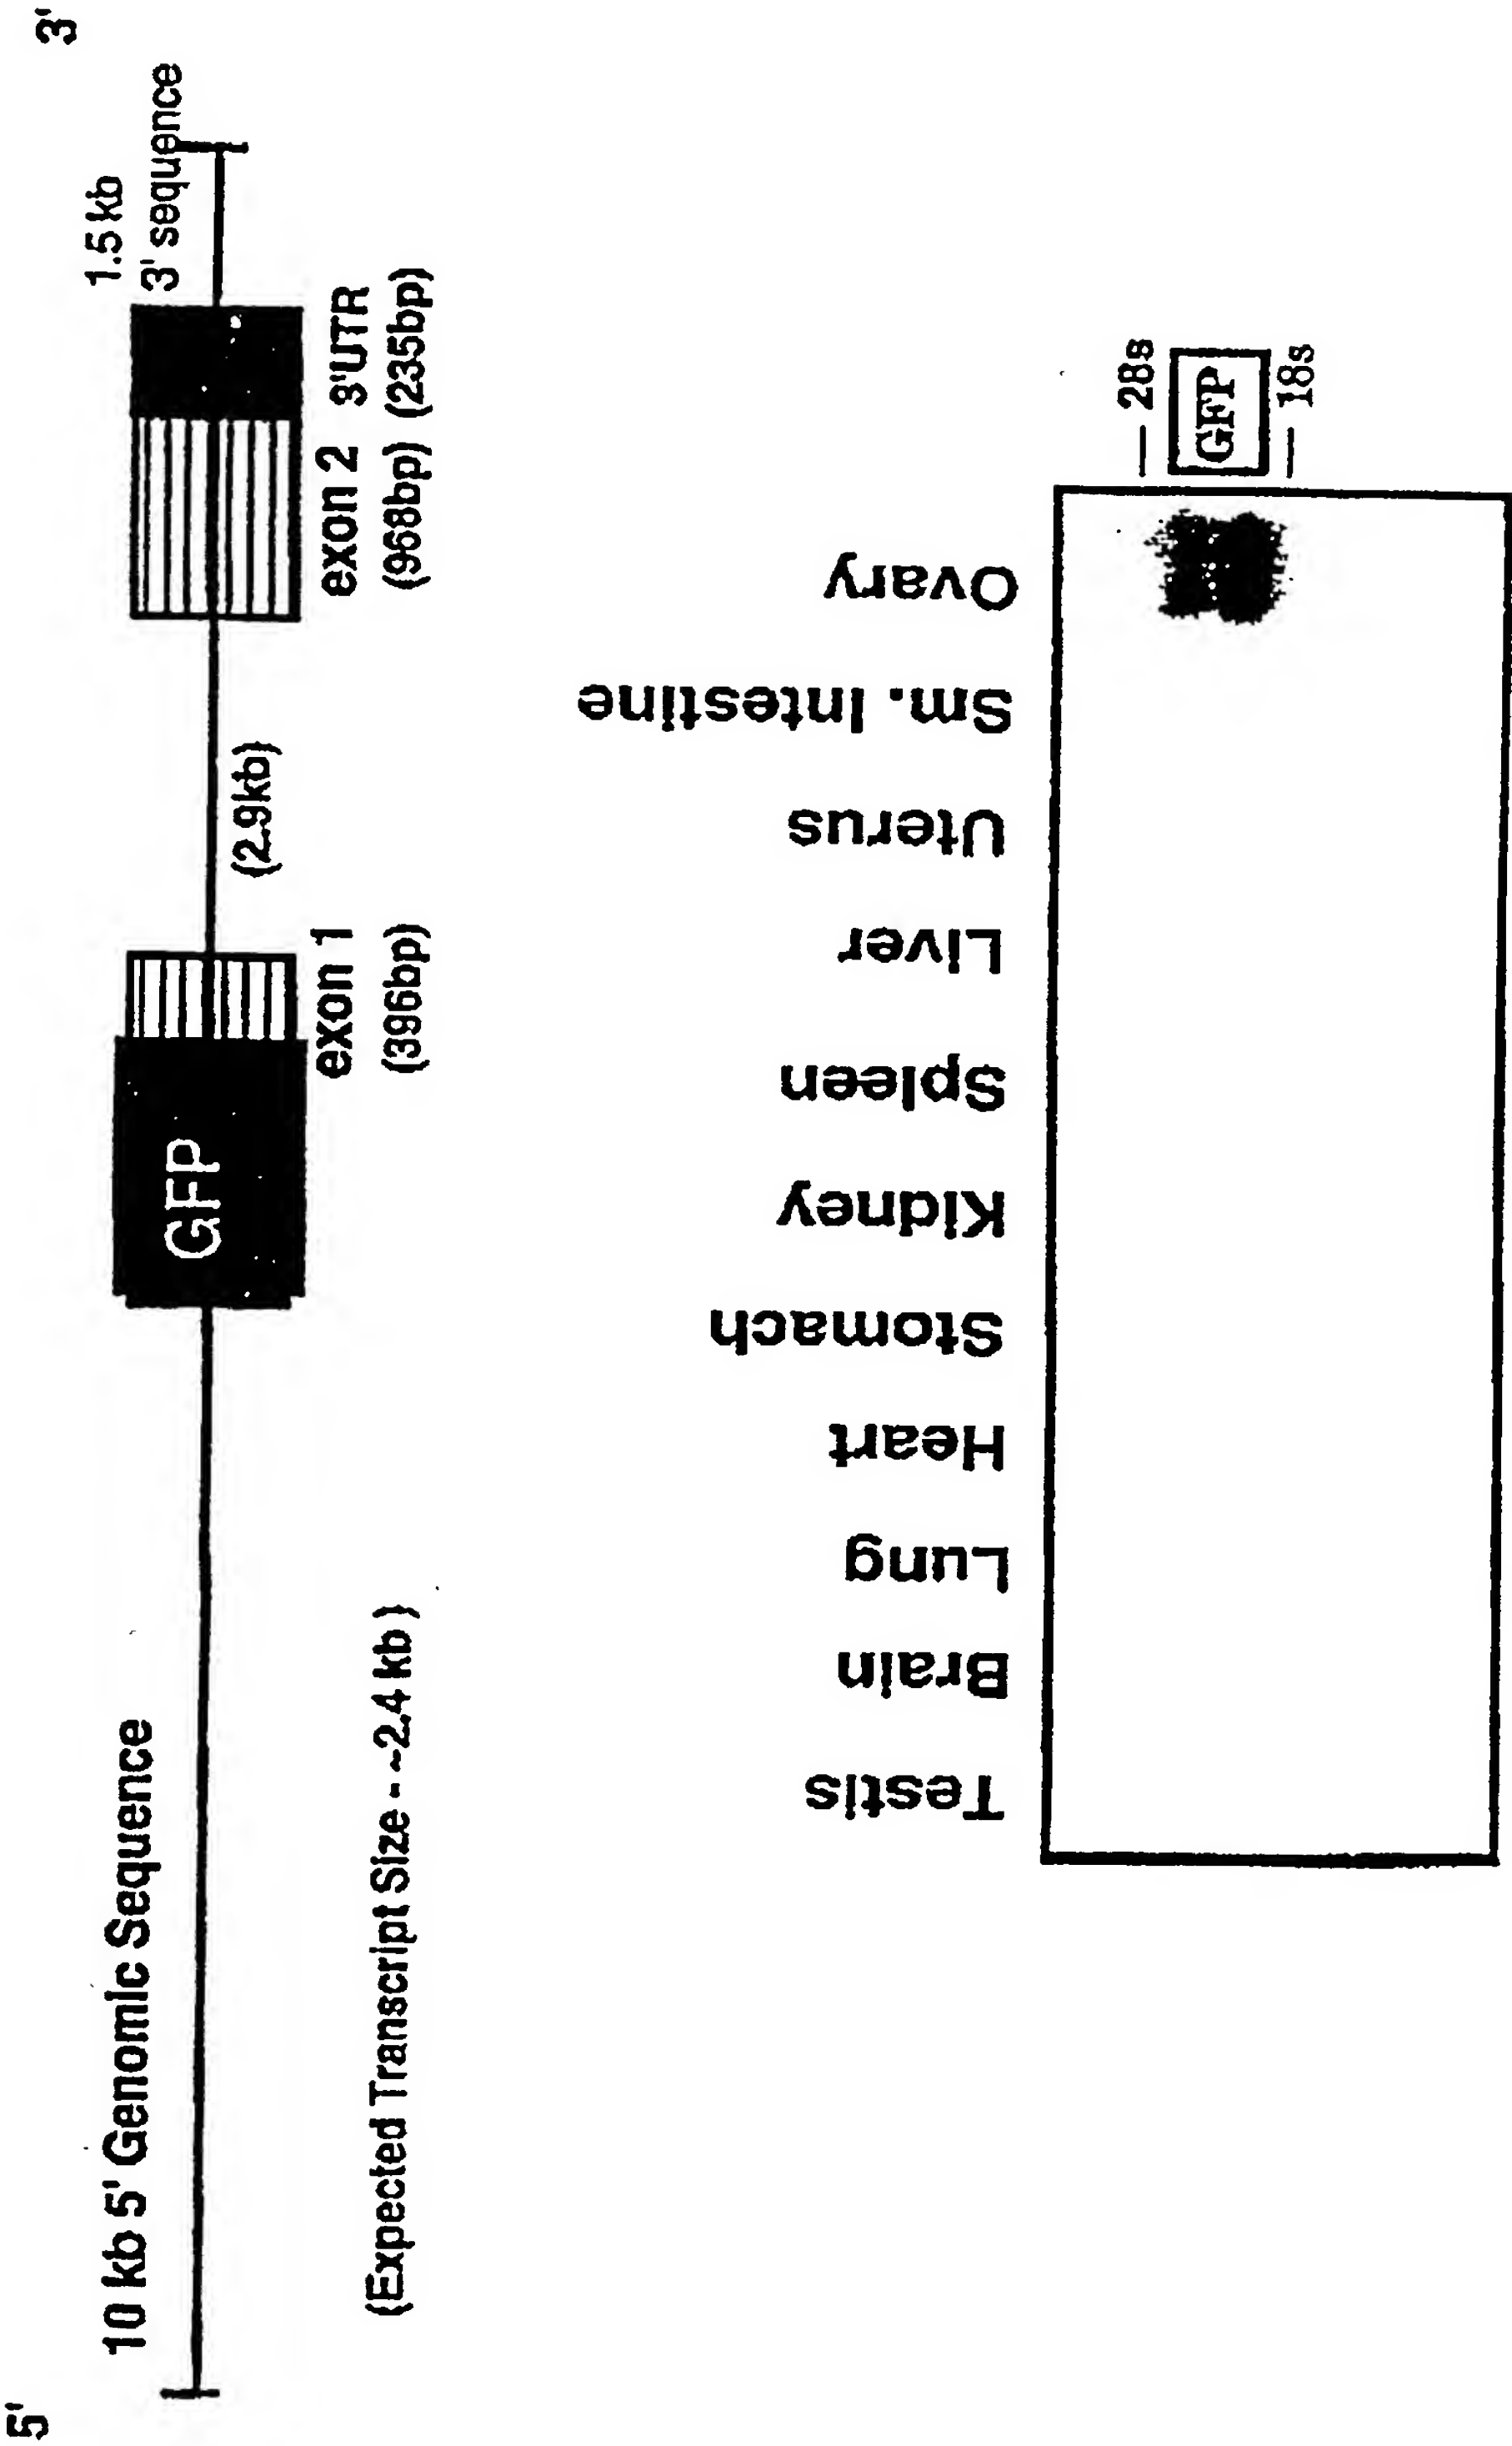 5'
3'
10 kb 5' Genomic Sequence
1.5 kb
3' sequence
GFP
exon 1
(396bp)
(2.9kb)
exon 2
(968bp)
3'UTR
(235bp)
(Expected Transcript Size - ~2.4 kb)
Testis
Brain
Lung
Heart
Stomach
Kidney
Spleen
Liver
Uterus
Sm. Intestine
Ovary
28s
GFP
18s